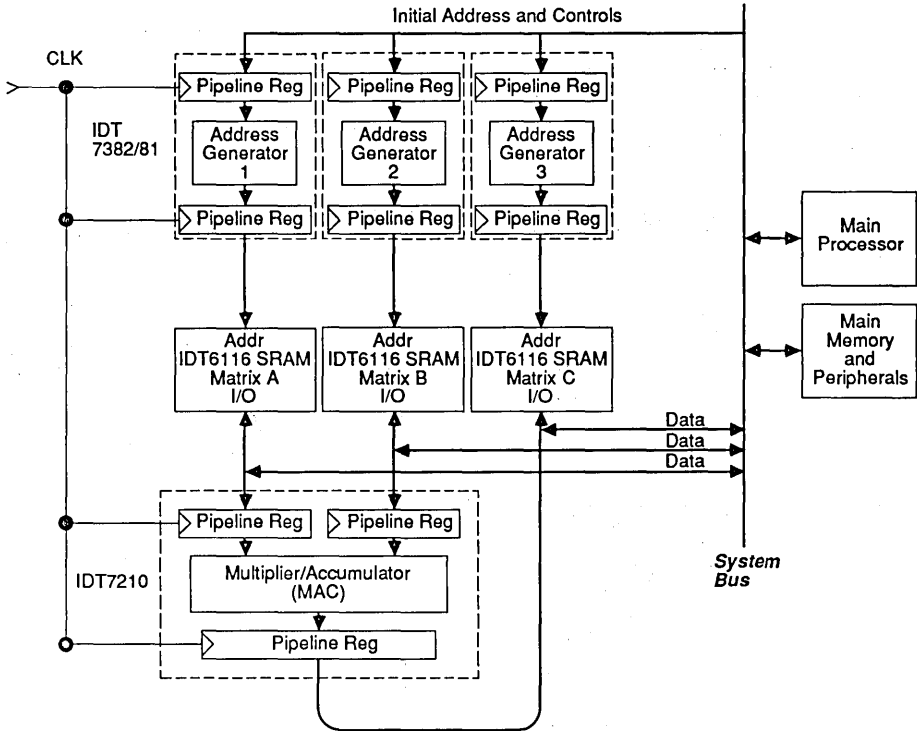 Initial Address and Controls
CLK
Pipeline Reg
Pipeline Reg
Pipeline Reg
IDT
7382/81
Address
Generator
1
Address
Generator
2
Address
Generator
3
Pipeline Reg
Pipeline Reg
Pipeline Reg
Main
Processor
Addr
IDT6116 SRAM
Matrix A
I/O
Addr
IDT6116 SRAM
Matrix B
I/O
Addr
IDT6116 SRAM
Matrix C
I/O
Main
Memory
and
Peripherals
Data
Data
Data
Pipeline Reg
Pipeline Reg
System
Bus
IDT7210
Multiplier/Accumulator
(MAC)
Pipeline Reg